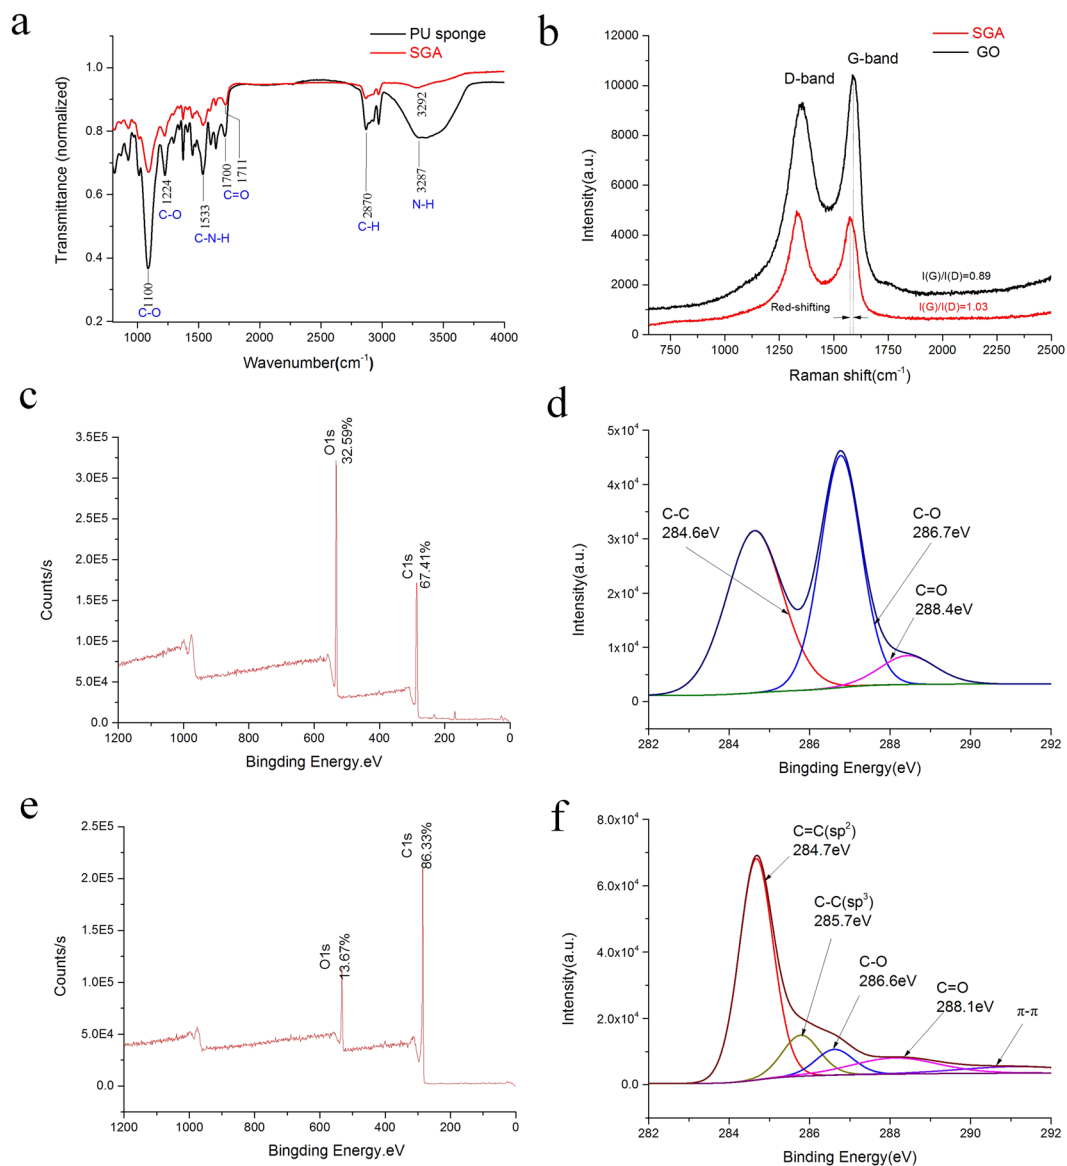 a
PU sponge
SGA
1.0
0.8
0.6
0.4
0.2
Transmittance (normalized)
1000
1500
2000
2500
3000
3500
4000
Wavenumber(cm⁻¹)
1100
C-O
1224
C-O
1533
C-N-H
1700
1711
C=O
2870
C-H
3292
3287
N-H
b
SGA
GO
12000
10000
8000
6000
4000
2000
0
Intensity(a.u.)
D-band
G-band
I(G)/I(D)=0.89
I(G)/I(D)=1.03
Red-shifting
750
1000
1250
1500
1750
2000
2250
2500
Raman shift(cm⁻¹)
c
3.5E5
3.0E5
2.5E5
2.0E5
1.5E5
1.0E5
5.0E4
0.0
Counts/s
O1s
32.59%
C1s
67.41%
1200
1000
800
600
400
200
0
Bingding Energy.eV
d
5x10⁴
4x10⁴
3x10⁴
2x10⁴
1x10⁴
0
Intensity(a.u.)
C-C
284.6eV
C-O
286.7eV
C=O
288.4eV
282
284
286
288
290
292
Bingding Energy(eV)
e
2.5E5
2.0E5
1.5E5
1.0E5
5.0E4
0.0
Counts/s
O1s
13.67%
C1s
86.33%
1200
1000
800
600
400
200
0
Bingding Energy.eV
f
8.0x10⁴
6.0x10⁴
4.0x10⁴
2.0x10⁴
0.0
Intensity(a.u.)
C=C(sp²)
284.7eV
C-C(sp³)
285.7eV
C-O
286.6eV
C=O
288.1eV
π-π
282
284
286
288
290
292
Binding Energy(eV)